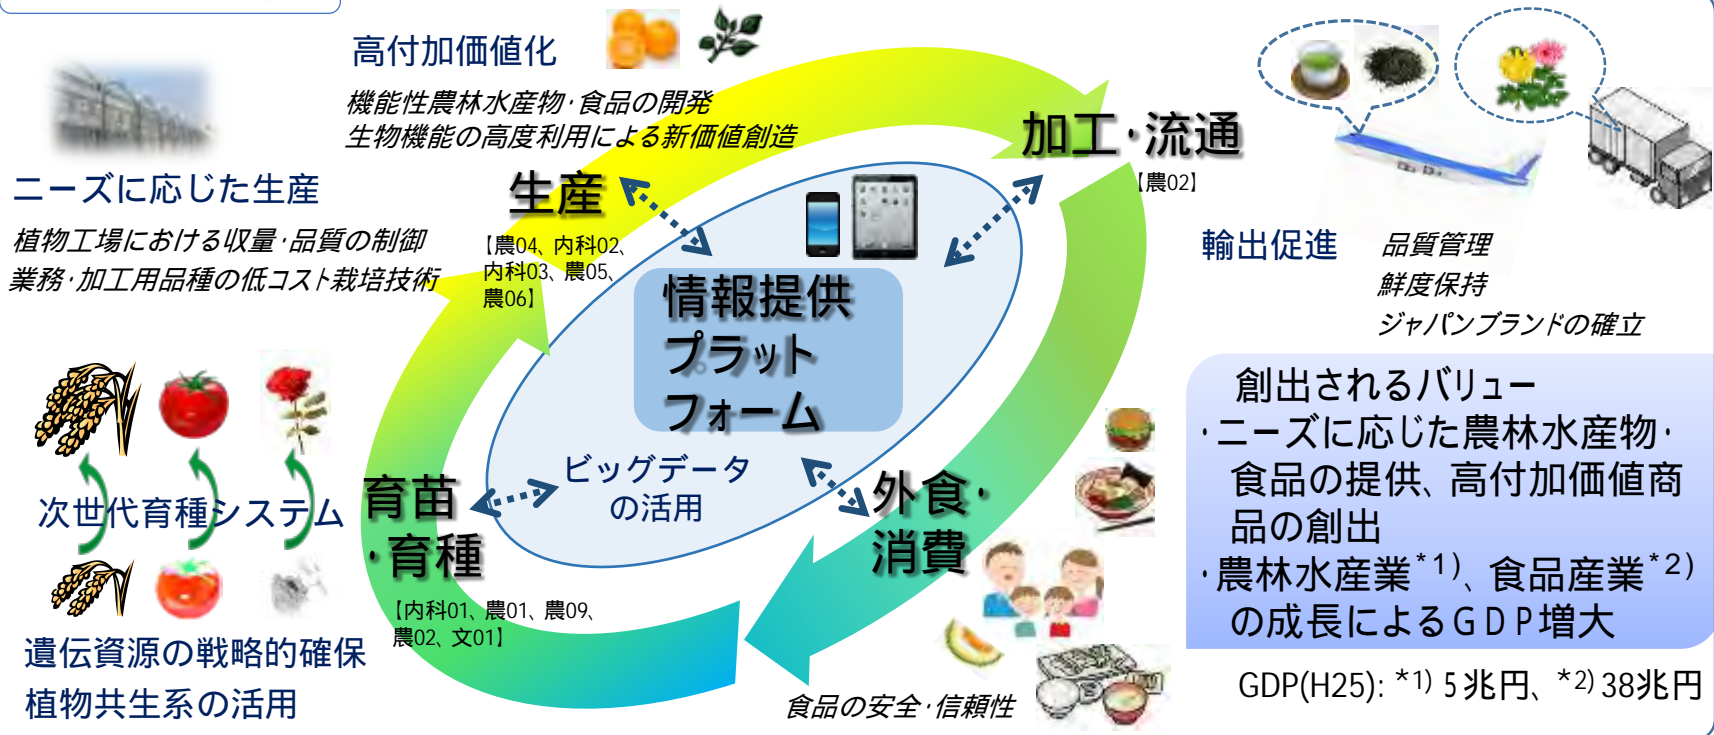 高付加価値化
機能性農林水産物・食品の開発
生物機能の高度利用による新価値創造
ニーズに応じた生産
植物工場における収量・品質の制御
業務・加工用品種の低コスト栽培技術
生産
【農04、内科02、
内科03、農05、
農06】
加工・流通
【農02】
輸出促進
品質管理
鮮度保持
ジャパンブランドの確立
情報提供
プラット
フォーム
ビッグデータ
の活用
次世代育種システム
育苗
・育種
【内科01、農01、農09、
農02、文01】
遺伝資源の戦略的確保
植物共生系の活用
外食・
消費
食品の安全・信頼性
創出されるバリュー
・ニーズに応じた農林水産物・
食品の提供、高付加価値商
品の創出
・農林水産業*1)、食品産業*2)
の成長によるGDP増大
GDP(H25): *1) 5兆円、*2) 38兆円